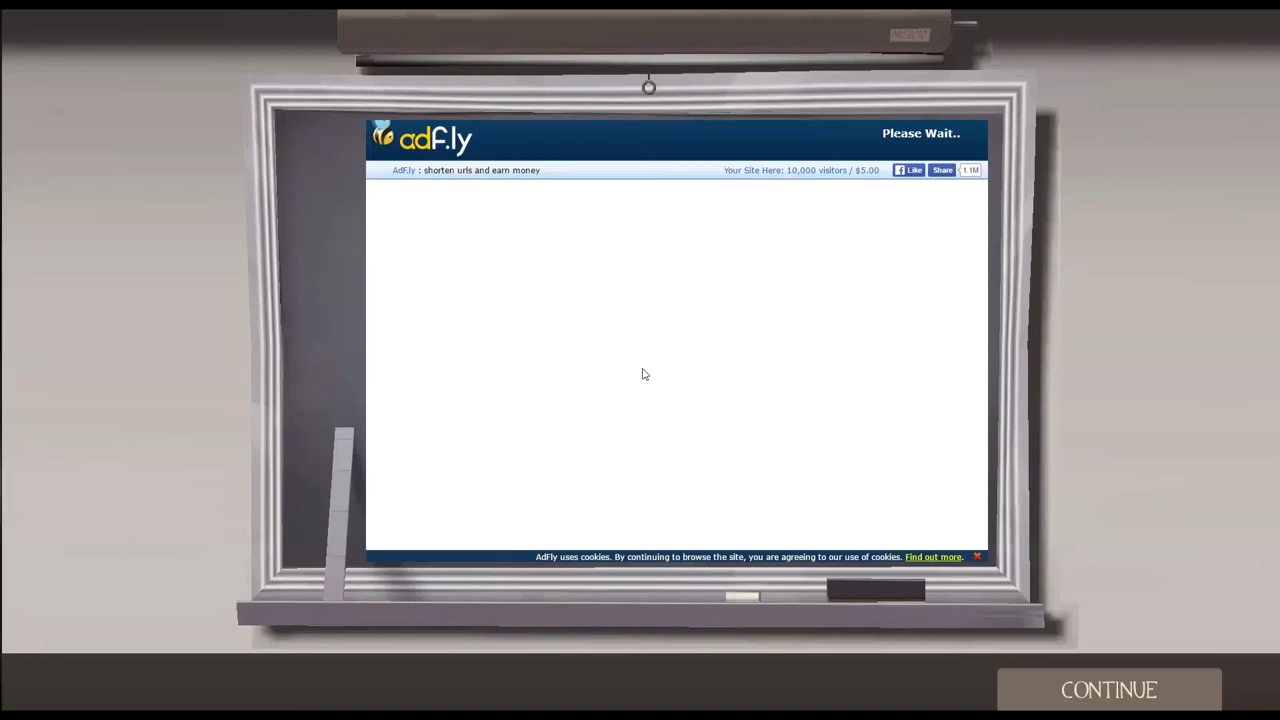 adf.ly
Please Wait..
AdF.ly : shorten urls and earn money
Your Site Here: 10,000 visitors / $5.00
Like
Share
1.1M
AdFly uses cookies. By continuing to browse the site, you are agreeing to our use of cookies. Find out more.
CONTINUE